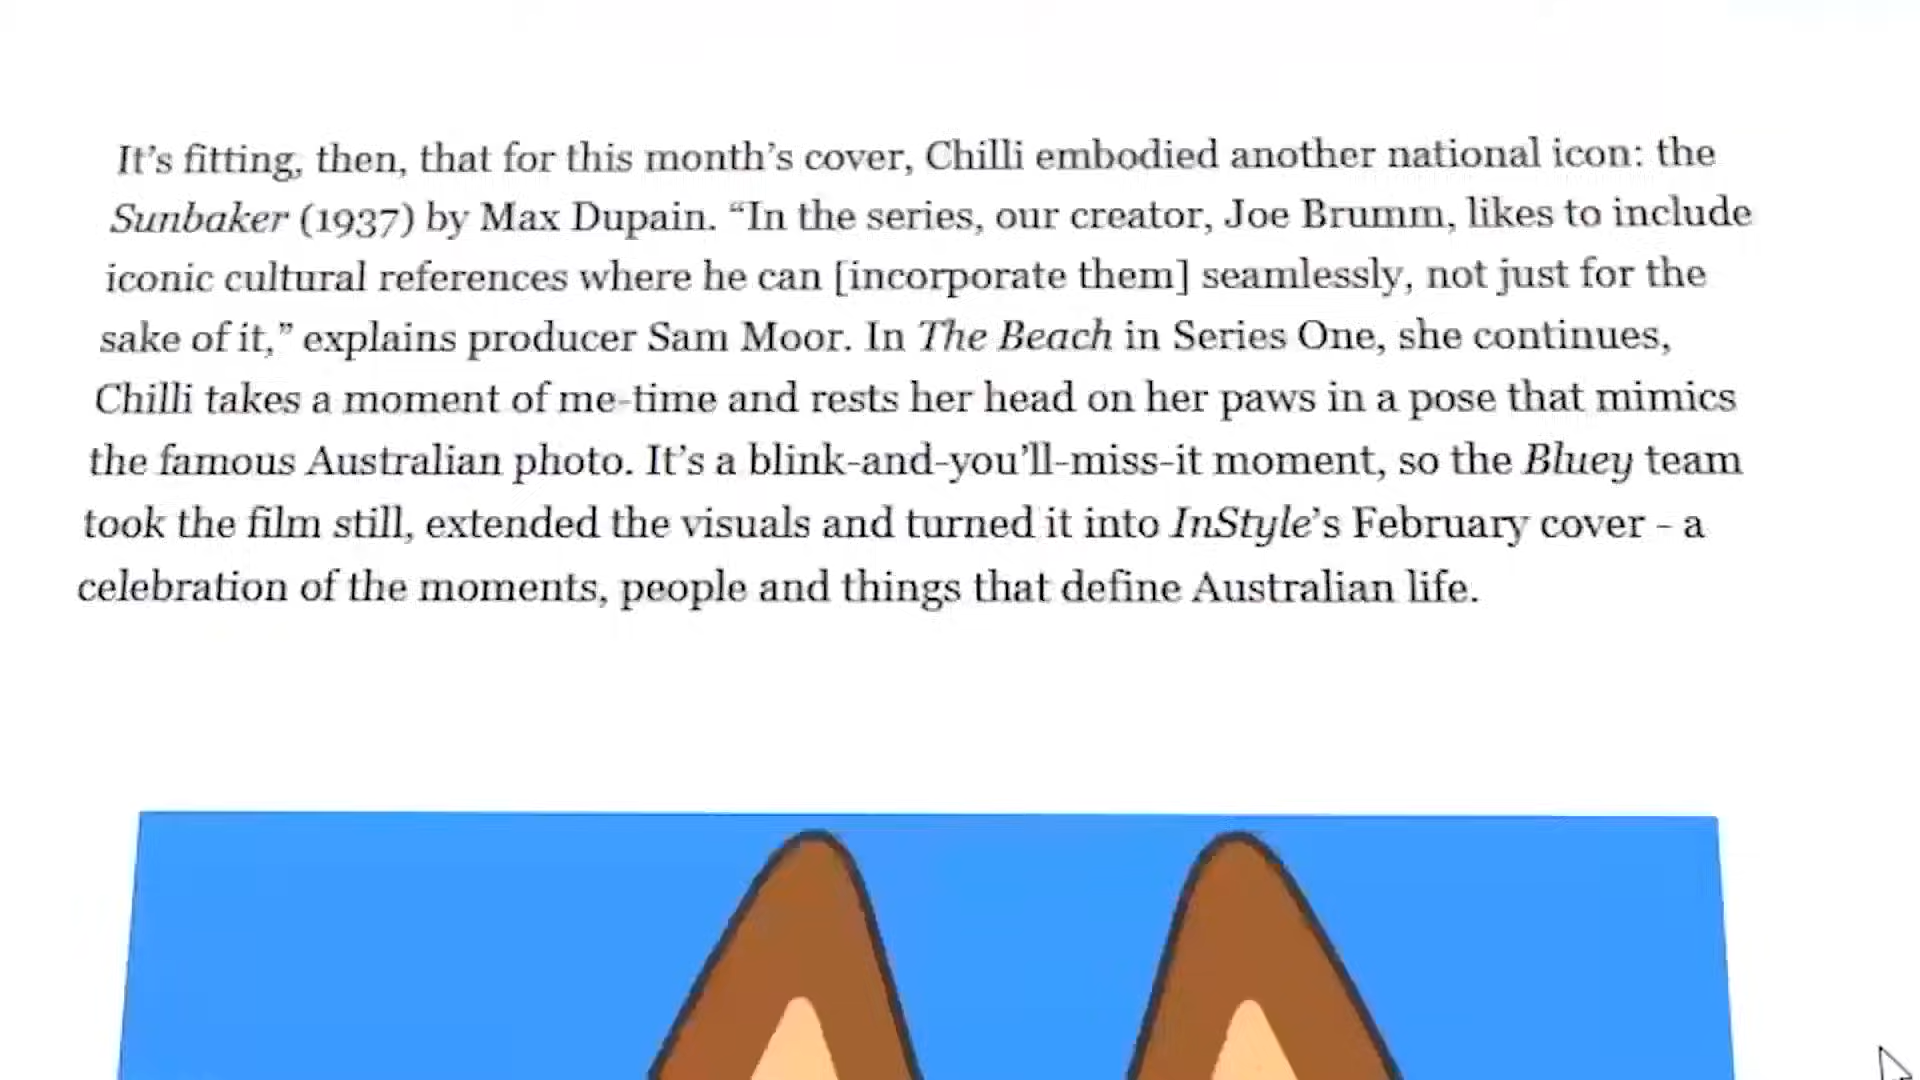 It’s fitting, then, that for this month’s cover, Chilli embodied another national icon: the
Sunbaker (1937) by Max Dupain. “In the series, our creator, Joe Brumm, likes to include
iconic cultural references where he can [incorporate them] seamlessly, not just for the
sake of it,” explains producer Sam Moor. In The Beach in Series One, she continues,
Chilli takes a moment of me-time and rests her head on her paws in a pose that mimics
the famous Australian photo. It’s a blink-and-you’ll-miss-it moment, so the Bluey team
took the film still, extended the visuals and turned it into InStyle’s February cover - a
celebration of the moments, people and things that define Australian life.